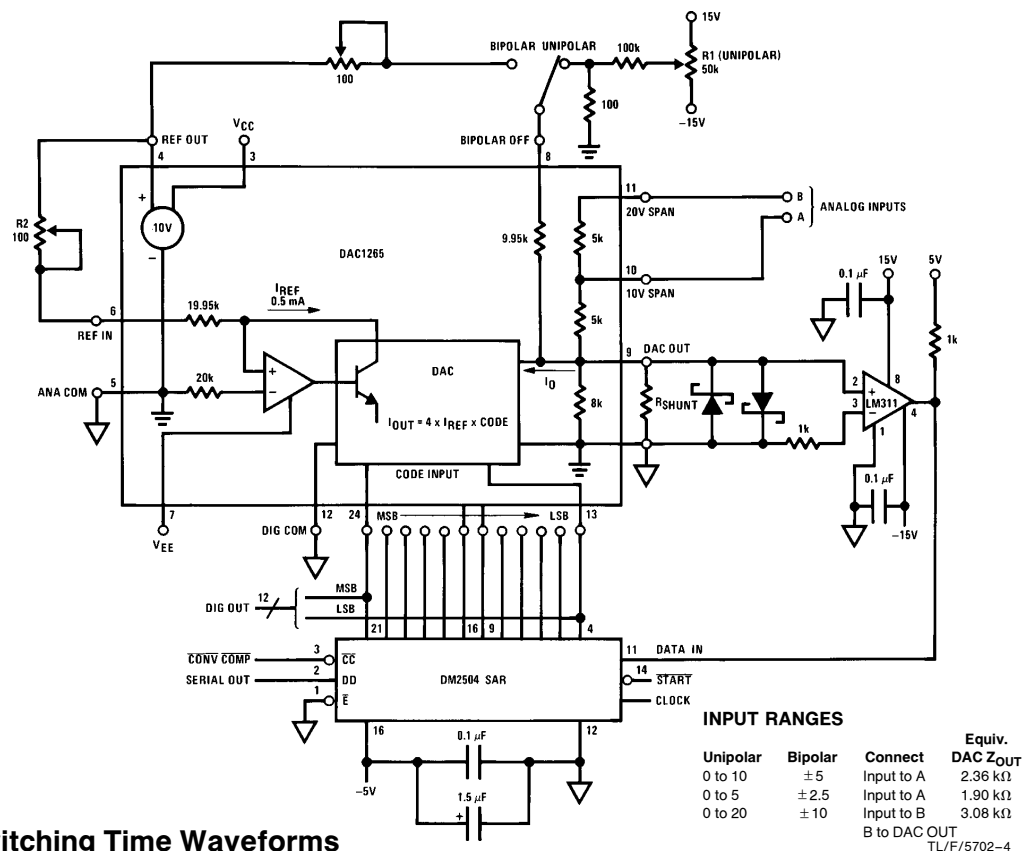 15V
BIPOLAR UNIPOLAR
100k
R1 (UNIPOLAR)
50k
100
100
-15V
VCC
REF OUT
4
3
BIPOLAR OFF
8
11
20V SPAN
B
A
ANALOG INPUTS
R2
100
+
10V
-
9.95k
5k
DAC1265
10
10V SPAN
15V
5V
0.1 µF
IREF
0.5 mA
6
19.95k
5k
1k
REF IN
9
DAC OUT
DAC
IO
2
8
ANA COM
5
20k
+
-
8k
RSHUNT
+
LM311
3
-
4
IOUT = 4 x IREF x CODE
1k
1
CODE INPUT
0.1 µF
7
12
24
MSB
LSB
13
VEE
DIG COM
-15V
DIG OUT
12
MSB
LSB
21
16
9
4
CONV COMP
3
CC
11
DATA IN
SERIAL OUT
2
DD
DM2504 SAR
14
START
1
E
CLOCK
16
12
0.1 µF
-5V
1.5 µF
+
INPUT RANGES
Equiv.
Unipolar Bipolar Connect DAC ZOUT
0 to 10 ±5 Input to A 2.36 kΩ
0 to 5 ±2.5 Input to A 1.90 kΩ
0 to 20 ±10 Input to B 3.08 kΩ
B to DAC OUT
TL/F/5702–4
itching Time Waveforms